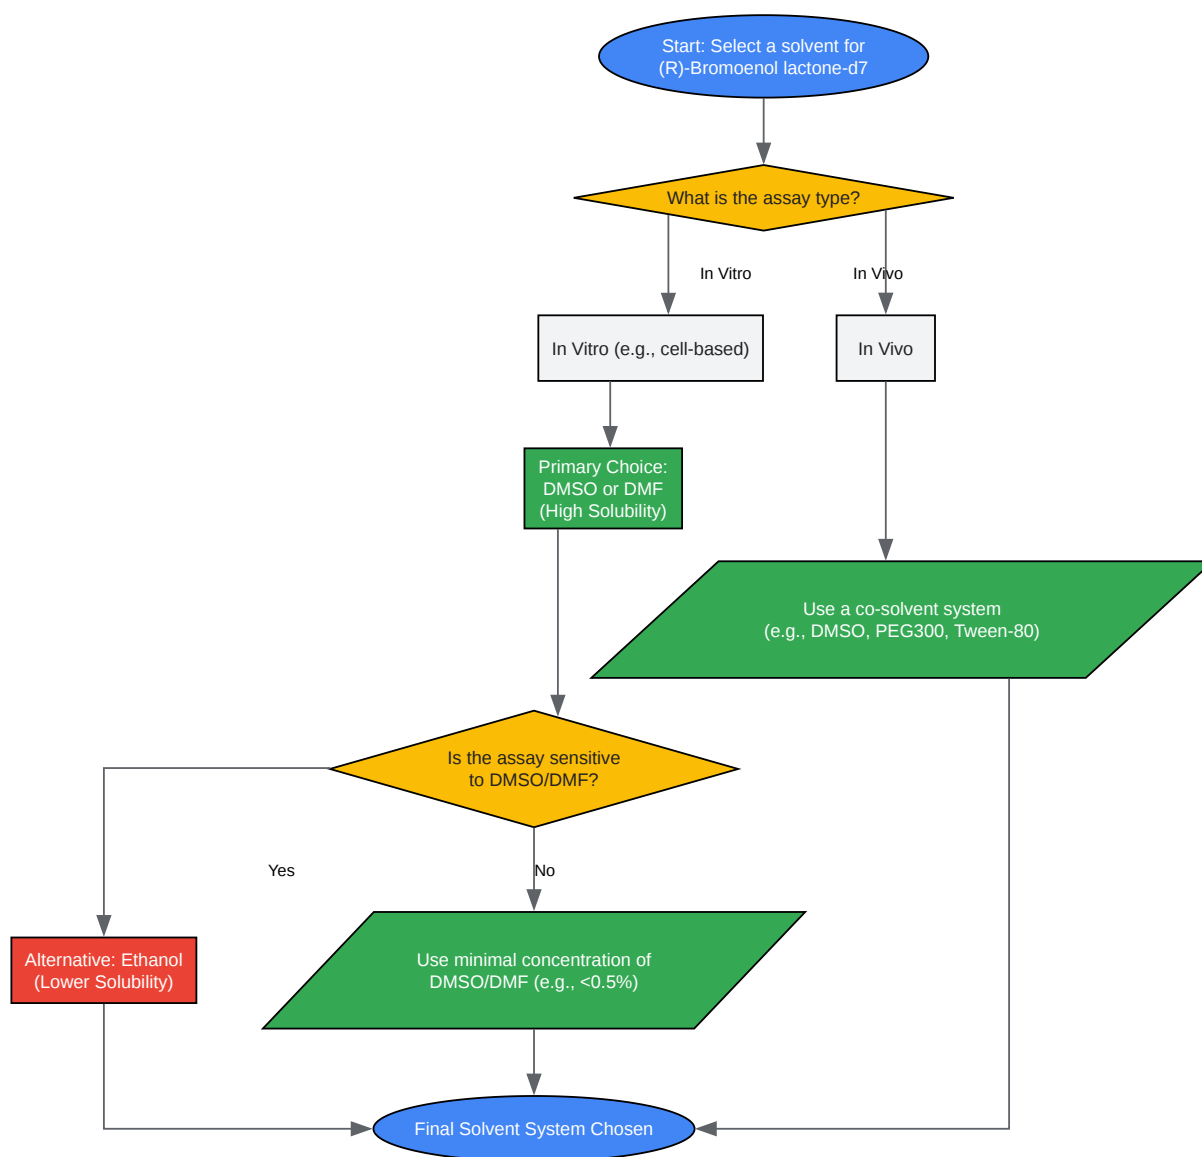 Start: Select a solvent for
(R)-Bromoenol lactone-d7
What is the assay type?
In Vitro
In Vivo
In Vitro (e.g., cell-based)
In Vivo
Primary Choice:
DMSO or DMF
(High Solubility)
Use a co-solvent system
(e.g., DMSO, PEG300, Tween-80)
Is the assay sensitive
to DMSO/DMF?
Yes
No
Alternative: Ethanol
(Lower Solubility)
Use minimal concentration of
DMSO/DMF (e.g., <0.5%)
Final Solvent System Chosen